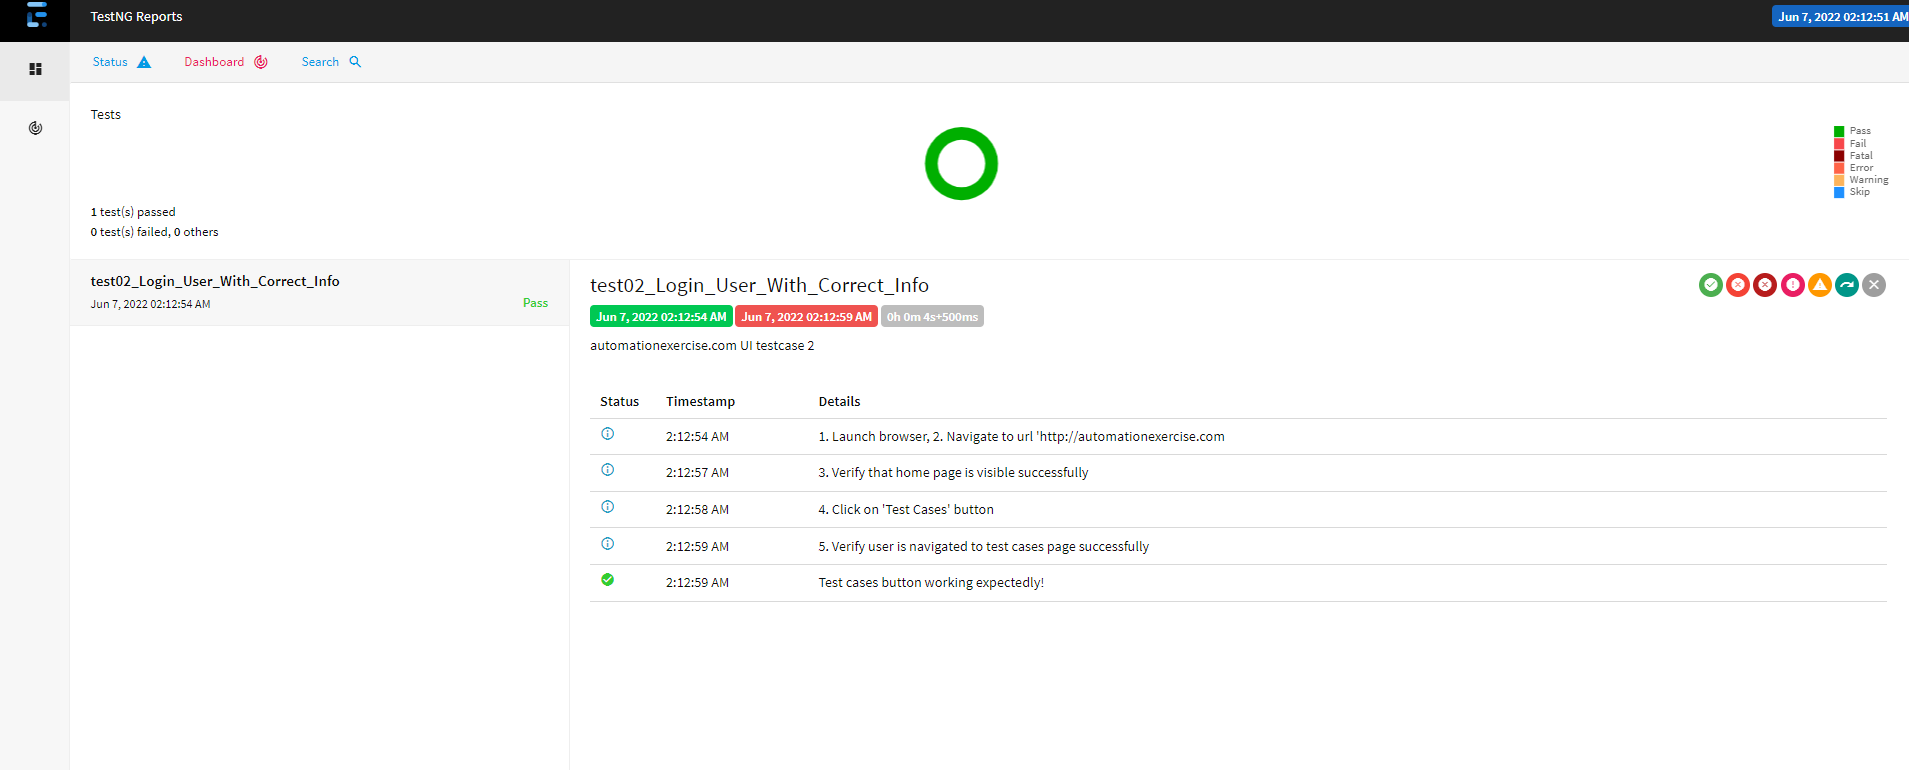 TestNG Reports
Jun 7, 2022 02:12:51 AM
Status
Dashboard
Search
Tests
Pass
Fail
Fatal
Error
Warning
Skip
1 test(s) passed
0 test(s) failed, 0 others
test02_Login_User_With_Correct_Info
Jun 7, 2022 02:12:54 AM
Pass
test02_Login_User_With_Correct_Info
Jun 7, 2022 02:12:54 AM Jun 7, 2022 02:12:59 AM 0h 0m 4s+500ms
automationexercise.com UI testcase 2
Status Timestamp Details
2:12:54 AM 1. Launch browser, 2. Navigate to url 'http://automationexercise.com
2:12:57 AM 3. Verify that home page is visible successfully
2:12:58 AM 4. Click on 'Test Cases' button
2:12:59 AM 5. Verify user is navigated to test cases page successfully
2:12:59 AM Test cases button working expectedly!